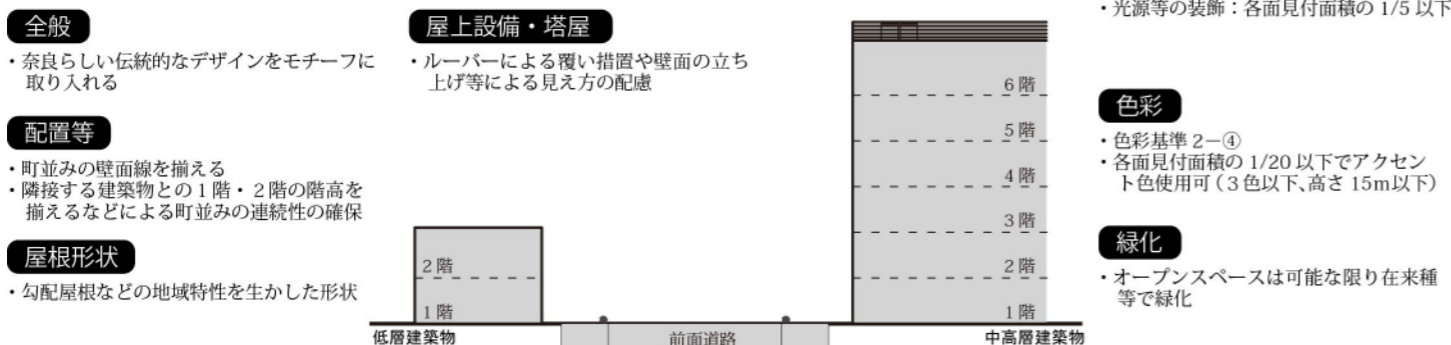 全般
・奈良らしい伝統的なデザインをモチーフに
取り入れる
配置等
・町並みの壁面線を揃える
・隣接する建築物との1階・2階の階高を
揃えるなどによる町並みの連続性の確保
屋根形状
・勾配屋根などの地域特性を生かした形状
屋上設備・塔屋
・ルーバーによる覆い措置や壁面の立ち
上げ等による見え方の配慮
2階
1階
低層建築物
前面道路
6階
5階
4階
3階
2階
1階
中高層建築物
・光源等の装飾：各面見付面積の 1/5 以下
色彩
・色彩基準 2−④
・各面見付面積の 1/20 以下でアクセン
ト色使用可（３色以下、高さ 15m以下）
緑化
・オープンスペースは可能な限り在来種
等で緑化